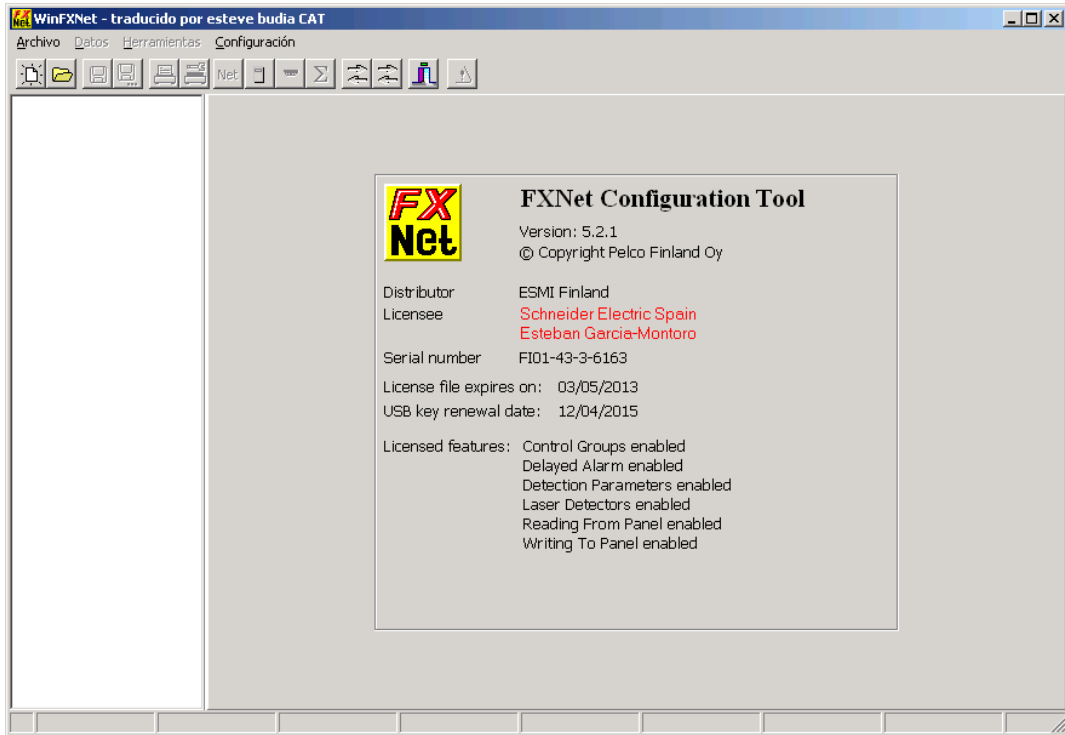 WinFXNet - traducido por esteve budia CAT
Archivo Datos Herramientas Configuración
Net Σ
FX
Net
FXNet Configuration Tool
Version: 5.2.1
© Copyright Pelco Finland Oy
Distributor ESMI Finland
Licensee Schneider Electric Spain
Esteban Garcia-Montoro
Serial number FI01-43-3-6163
License file expires on: 03/05/2013
USB key renewal date: 12/04/2015
Licensed features: Control Groups enabled
Delayed Alarm enabled
Detection Parameters enabled
Laser Detectors enabled
Reading From Panel enabled
Writing To Panel enabled